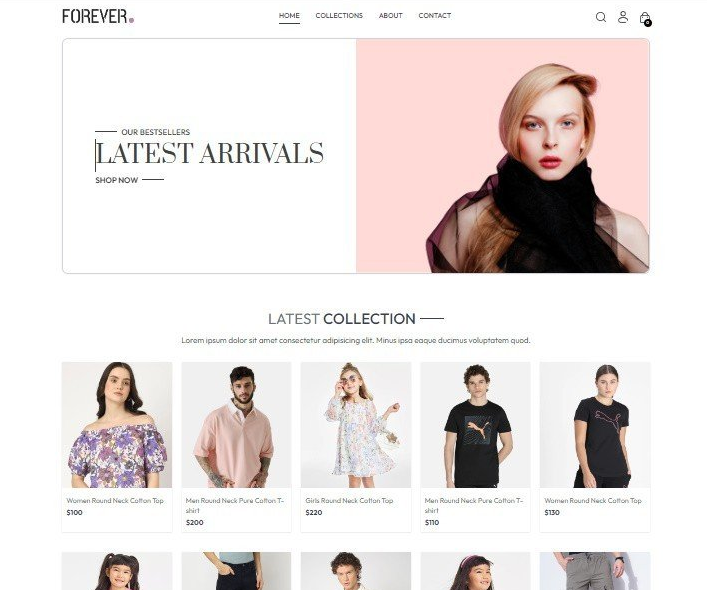 FOREVER.
HOME COLLECTIONS ABOUT CONTACT
0
OUR BESTSELLERS
LATEST ARRIVALS
SHOP NOW
LATEST COLLECTION
Lorem ipsum dolor sit amet consectetur adipisicing elit. Minus ipsa eaque ducimus voluptatem quod.
Women Round Neck Cotton Top
$100
Men Round Neck Pure Cotton T-
shirt
$200
Girls Round Neck Cotton Top
$220
Men Round Neck Pure Cotton T-
shirt
$110
Women Round Neck Cotton Top
$130